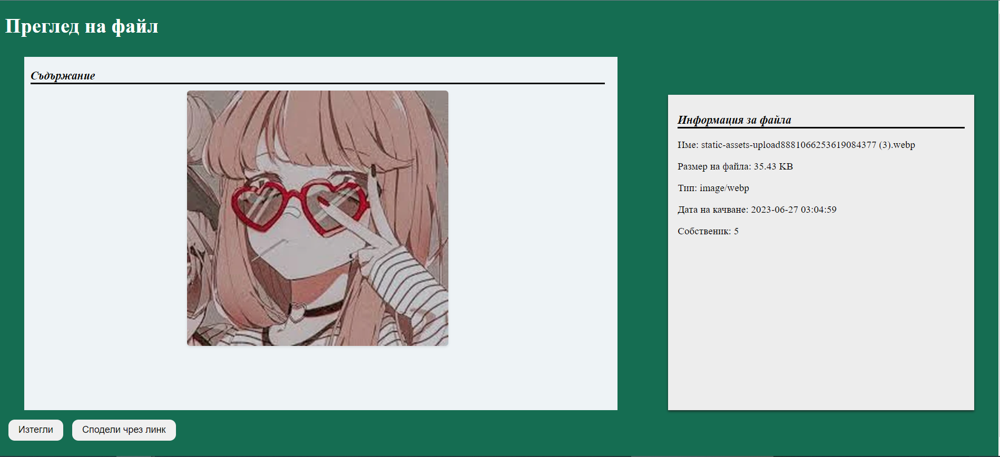 Преглед на файл
Съдържание
Информация за файла
Име: static-assets-upload8881066253619084377 (3).webp
Размер на файла: 35.43 KB
Тип: image/webp
Дата на качване: 2023-06-27 03:04:59
Собственик: 5
Изтегли
Сподели чрез линк